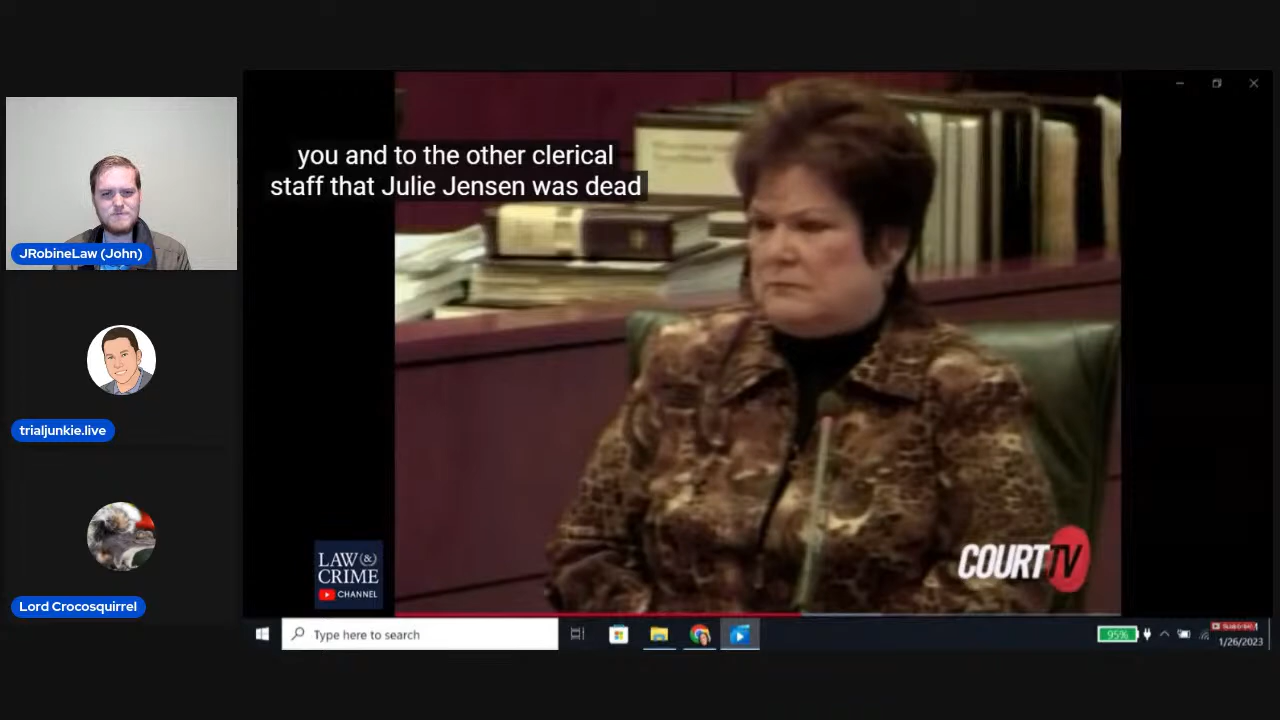 you and to the other clerical
staff that Julie Jensen was dead
JRobineLaw (John)
trialjunkie.live
Lord Crocosquirrel
LAW (&)
CRIME
CHANNEL
COURT TV
Type here to search
95%
1/26/2023